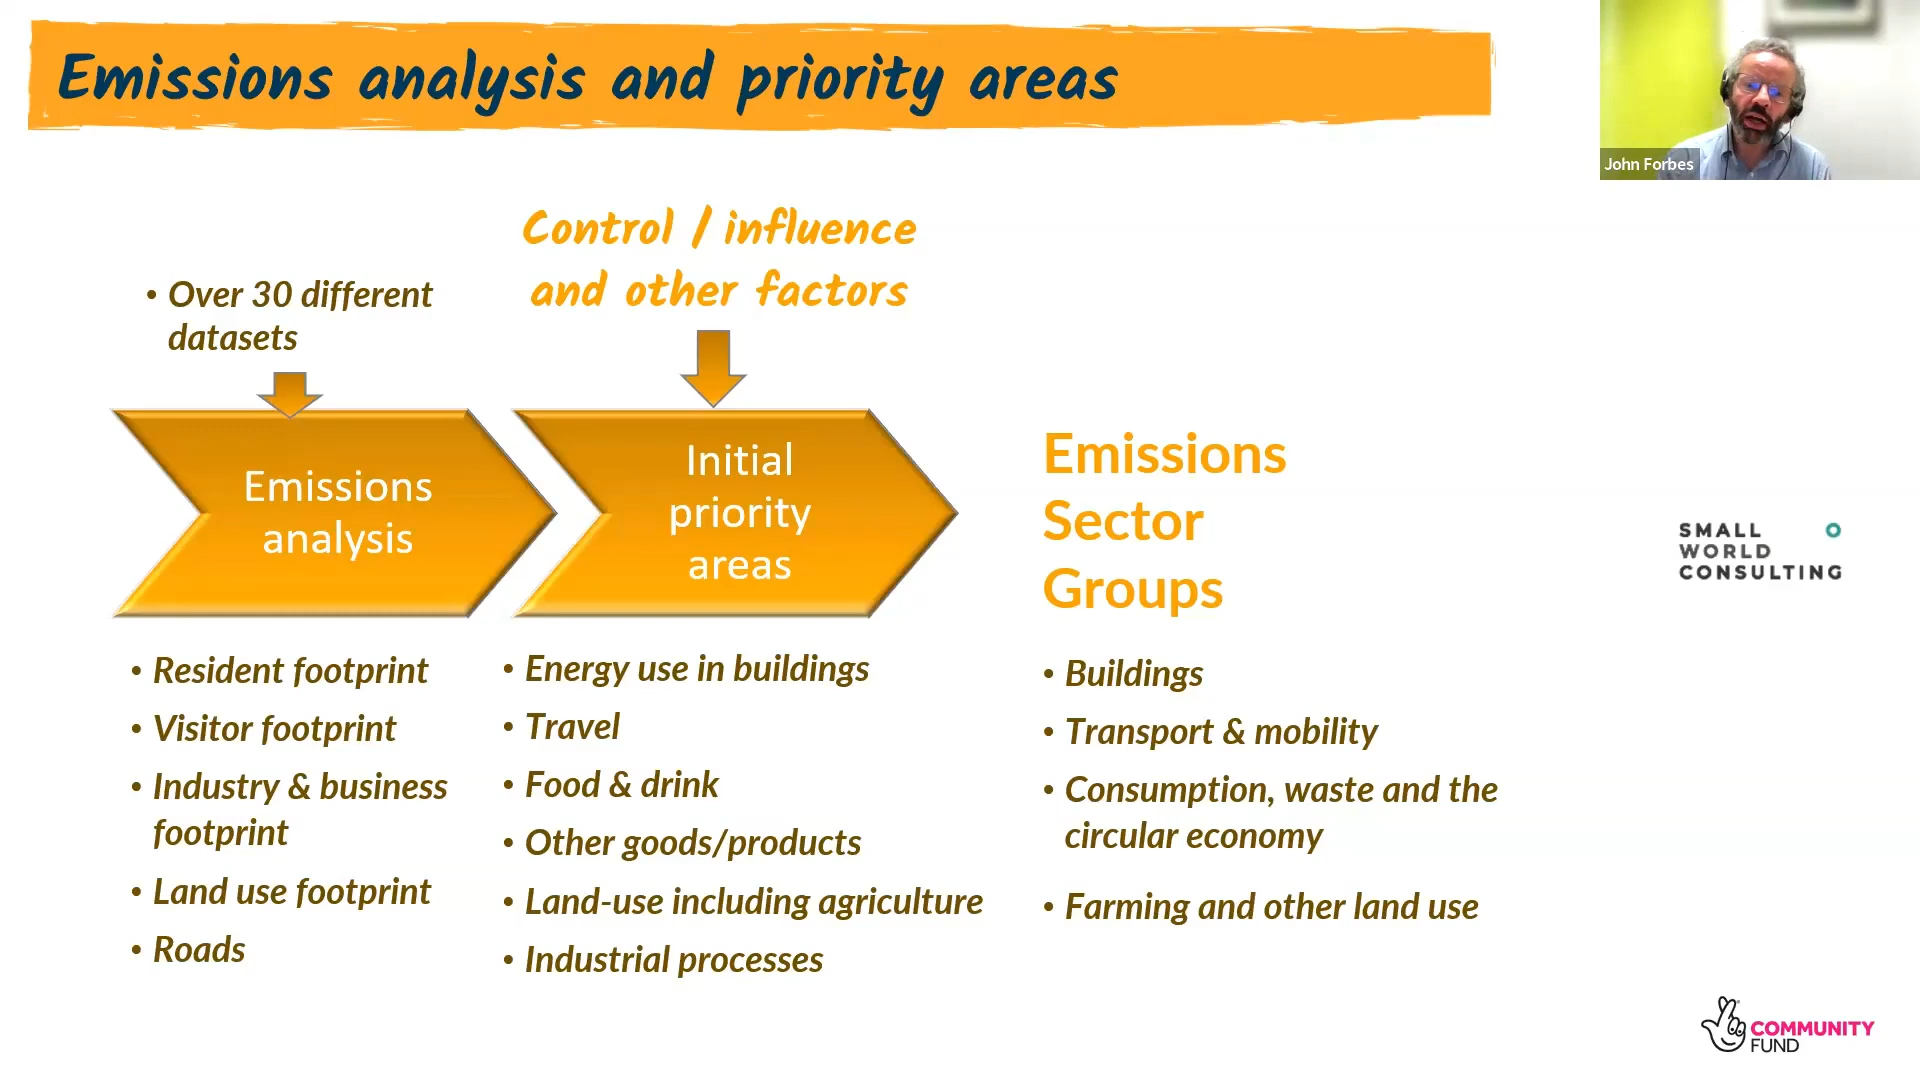 Emissions analysis and priority areas
John Forbes
• Over 30 different
datasets
Control / influence
and other factors
Emissions
analysis
Initial
priority
areas
Emissions
Sector
Groups
• Resident footprint
• Visitor footprint
• Industry & business
footprint
• Land use footprint
• Roads
• Energy use in buildings
• Travel
• Food & drink
• Other goods/products
• Land-use including agriculture
• Industrial processes
• Buildings
• Transport & mobility
• Consumption, waste and the
circular economy
• Farming and other land use
SMALL
WORLD
CONSULTING
COMMUNITY
FUND